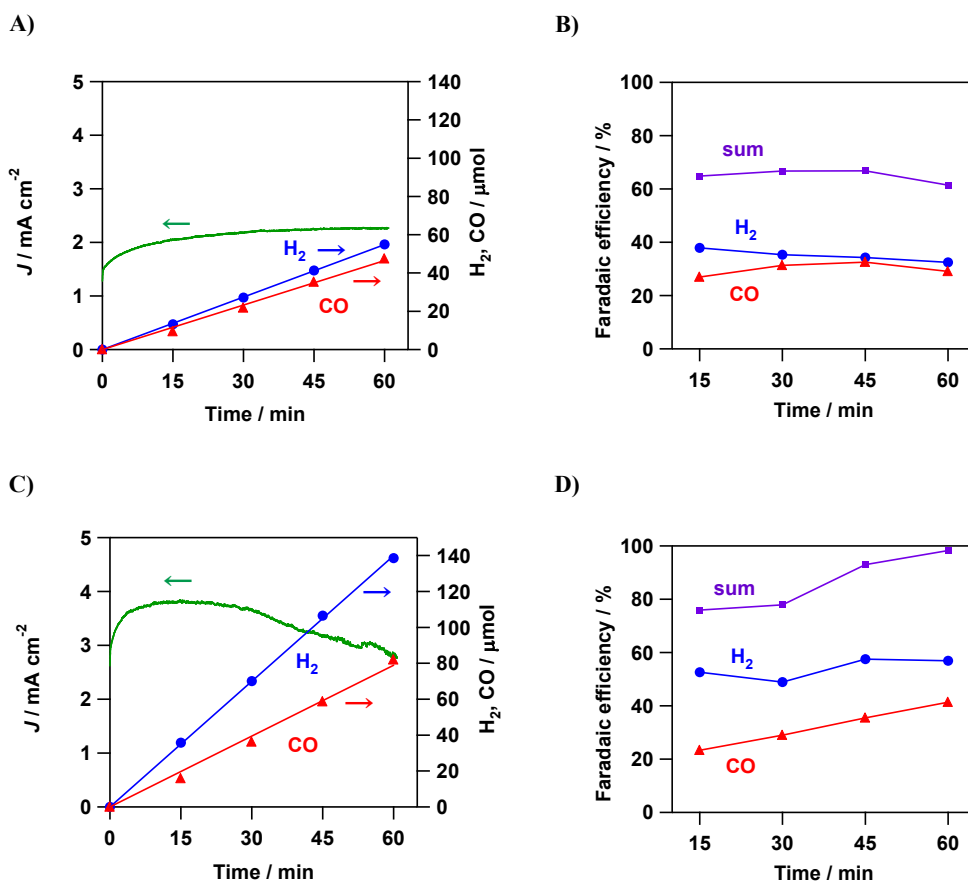 A)
5
4
3
2
1
0
J / mA cm⁻²
140
120
100
80
60
40
20
0
H₂, CO / μmol
H₂
CO
0 15 30 45 60
Time / min
B)
100
80
60
40
20
0
Faradaic efficiency / %
sum
H₂
CO
15 30 45 60
Time / min
C)
5
4
3
2
1
0
J / mA cm⁻²
140
120
100
80
60
40
20
0
H₂, CO / μmol
H₂
CO
0 15 30 45 60
Time / min
D)
100
80
60
40
20
0
Faradaic efficiency / %
sum
H₂
CO
15 30 45 60
Time / min